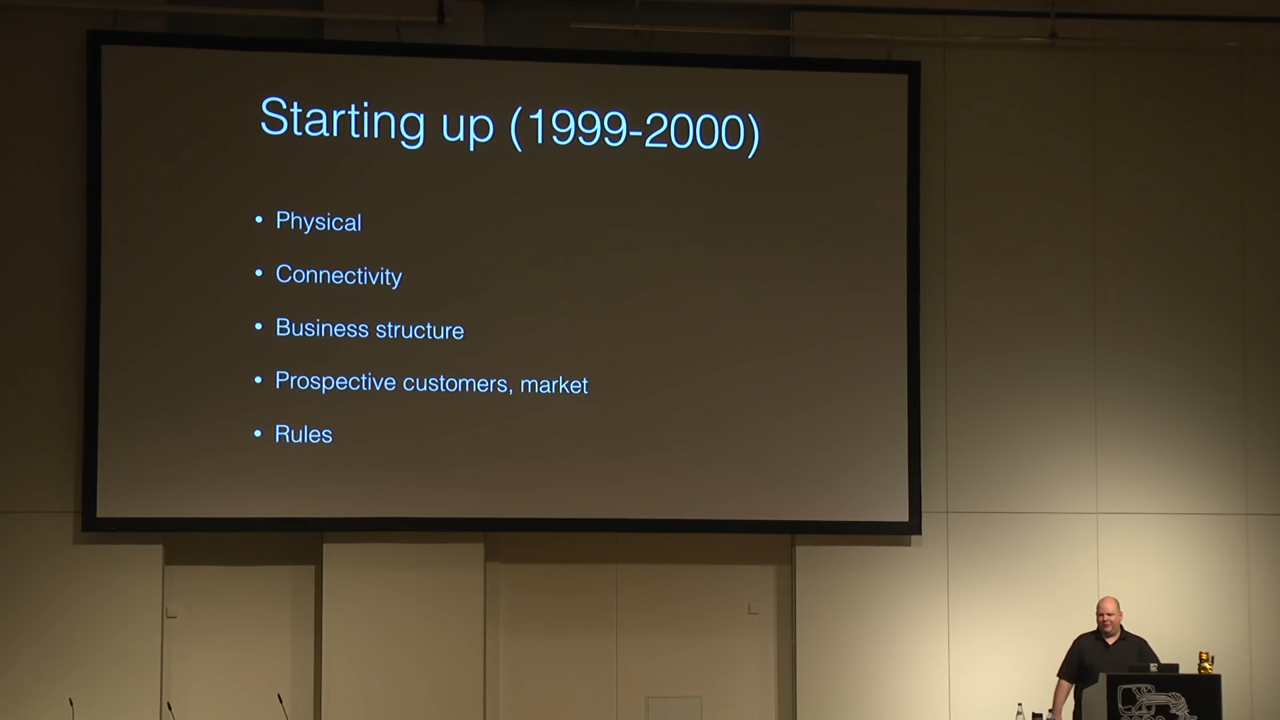 Starting up (1999-2000)
• Physical
• Connectivity
• Business structure
• Prospective customers, market
• Rules